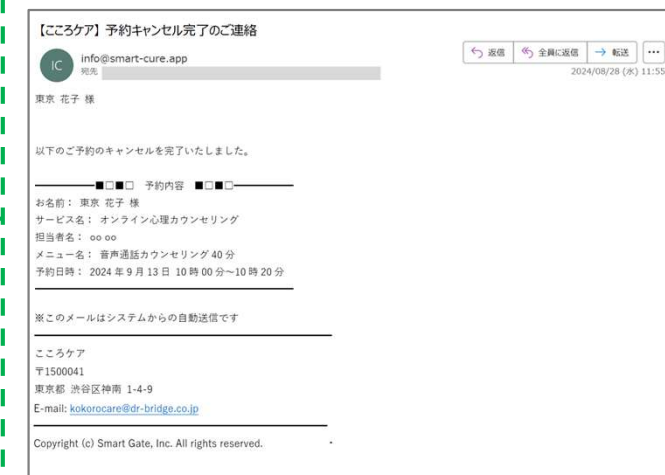 【こころケア】予約キャンセル完了のご連絡
IC
info@smart-cure.app
宛先
返信
全員に返信
転送
2024/08/28 (水) 11:55
東京 花子 様
以下のご予約のキャンセルを完了いたしました。
■□■□ 予約内容 ■□■□
お名前： 東京 花子 様
サービス名： オンライン心理カウンセリング
担当者名： oo oo
メニュー名： 音声通話カウンセリング 40 分
予約日時： 2024 年 9 月 13 日 10 時 00 分～10 時 20 分
※このメールはシステムからの自動送信です
こころケア
〒1500041
東京都 渋谷区神南 1-4-9
E-mail: kokorocare@dr-bridge.co.jp
Copyright (c) Smart Gate, Inc. All rights reserved.